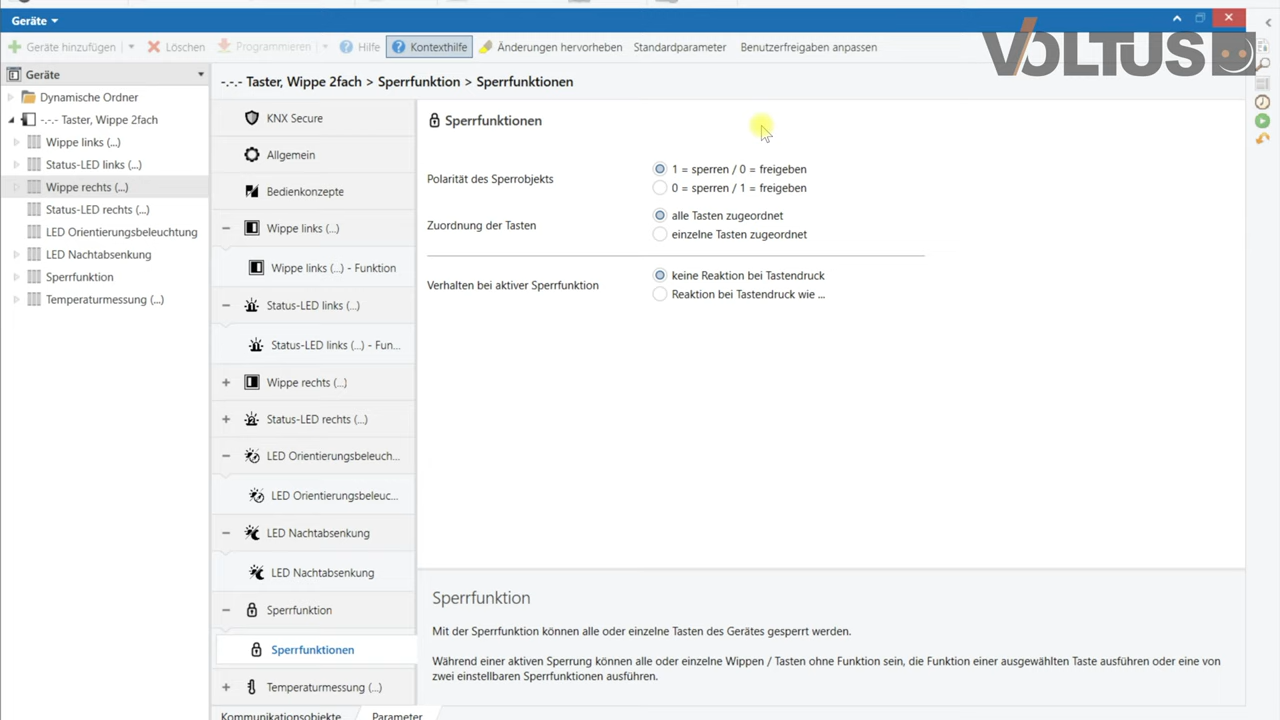 Geräte
VOLTUS
Geräte hinzufügen
Löschen
Programmieren
Hilfe
Kontexthilfe
Änderungen hervorheben
Standardparameter
Benutzerfreigaben anpassen
Geräte
Dynamische Ordner
-.-.- Taster, Wippe 2fach
Wippe links (...)
Status-LED links (...)
Wippe rechts (...)
Status-LED rechts (...)
LED Orientierungsbeleuchtung
LED Nachtabsenkung
Sperrfunktion
Temperaturmessung (...)
-.-.- Taster, Wippe 2fach > Sperrfunktion > Sperrfunktionen
KNX Secure
Allgemein
Bedienkonzepte
Wippe links (...)
Wippe links (...) - Funktion
Status-LED links (...)
Status-LED links (...) - Fun...
Wippe rechts (...)
Status-LED rechts (...)
LED Orientierungsbeleuch...
LED Orientierungsbeleuc...
LED Nachtabsenkung
LED Nachtabsenkung
Sperrfunktion
Sperrfunktionen
Temperaturmessung (...)
Sperrfunktionen
Polarität des Sperrobjekts
1 = sperren / 0 = freigeben
0 = sperren / 1 = freigeben
Zuordnung der Tasten
alle Tasten zugeordnet
einzelne Tasten zugeordnet
Verhalten bei aktiver Sperrfunktion
keine Reaktion bei Tastendruck
Reaktion bei Tastendruck wie ...
Sperrfunktion
Mit der Sperrfunktion können alle oder einzelne Tasten des Gerätes gesperrt werden.
Während einer aktiven Sperrung können alle oder einzelne Wippen / Tasten ohne Funktion sein, die Funktion einer ausgewählten Taste ausführen oder eine von
zwei einstellbaren Sperrfunktionen ausführen.
Kommunikationsobjekte
Parameter